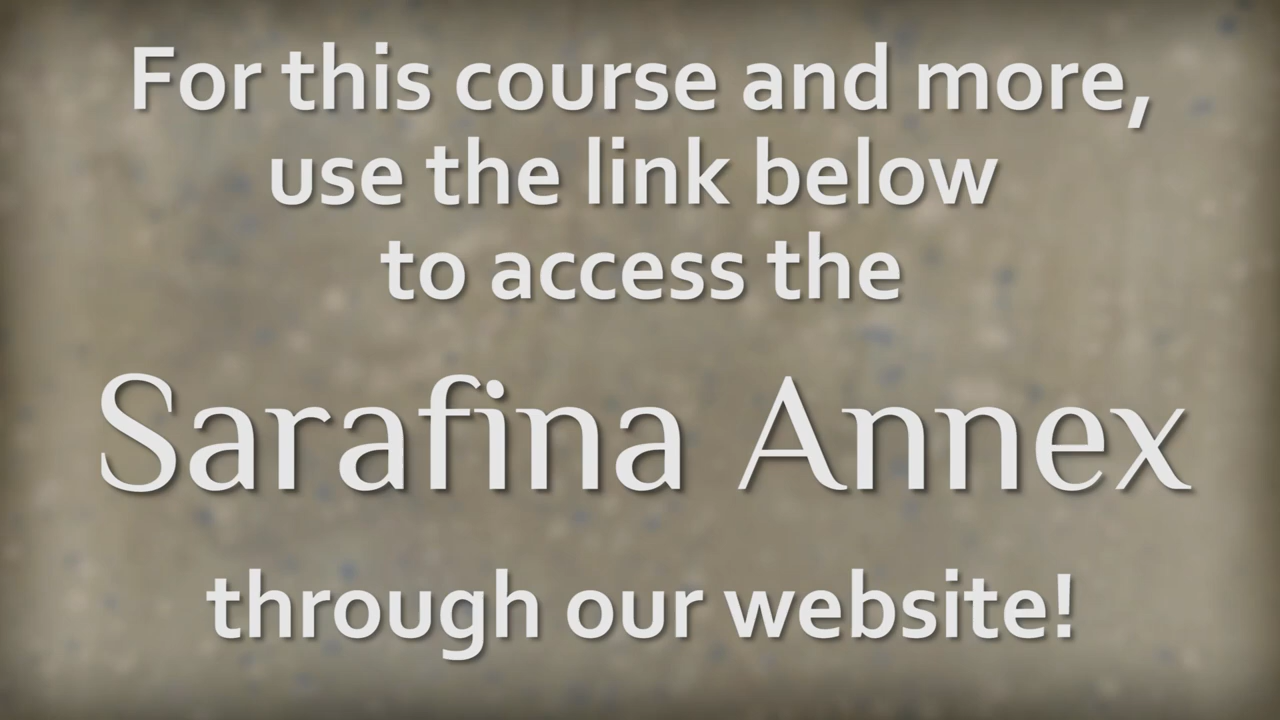 For this course and more,
use the link below
to access the
Sarafina Annex
through our website!